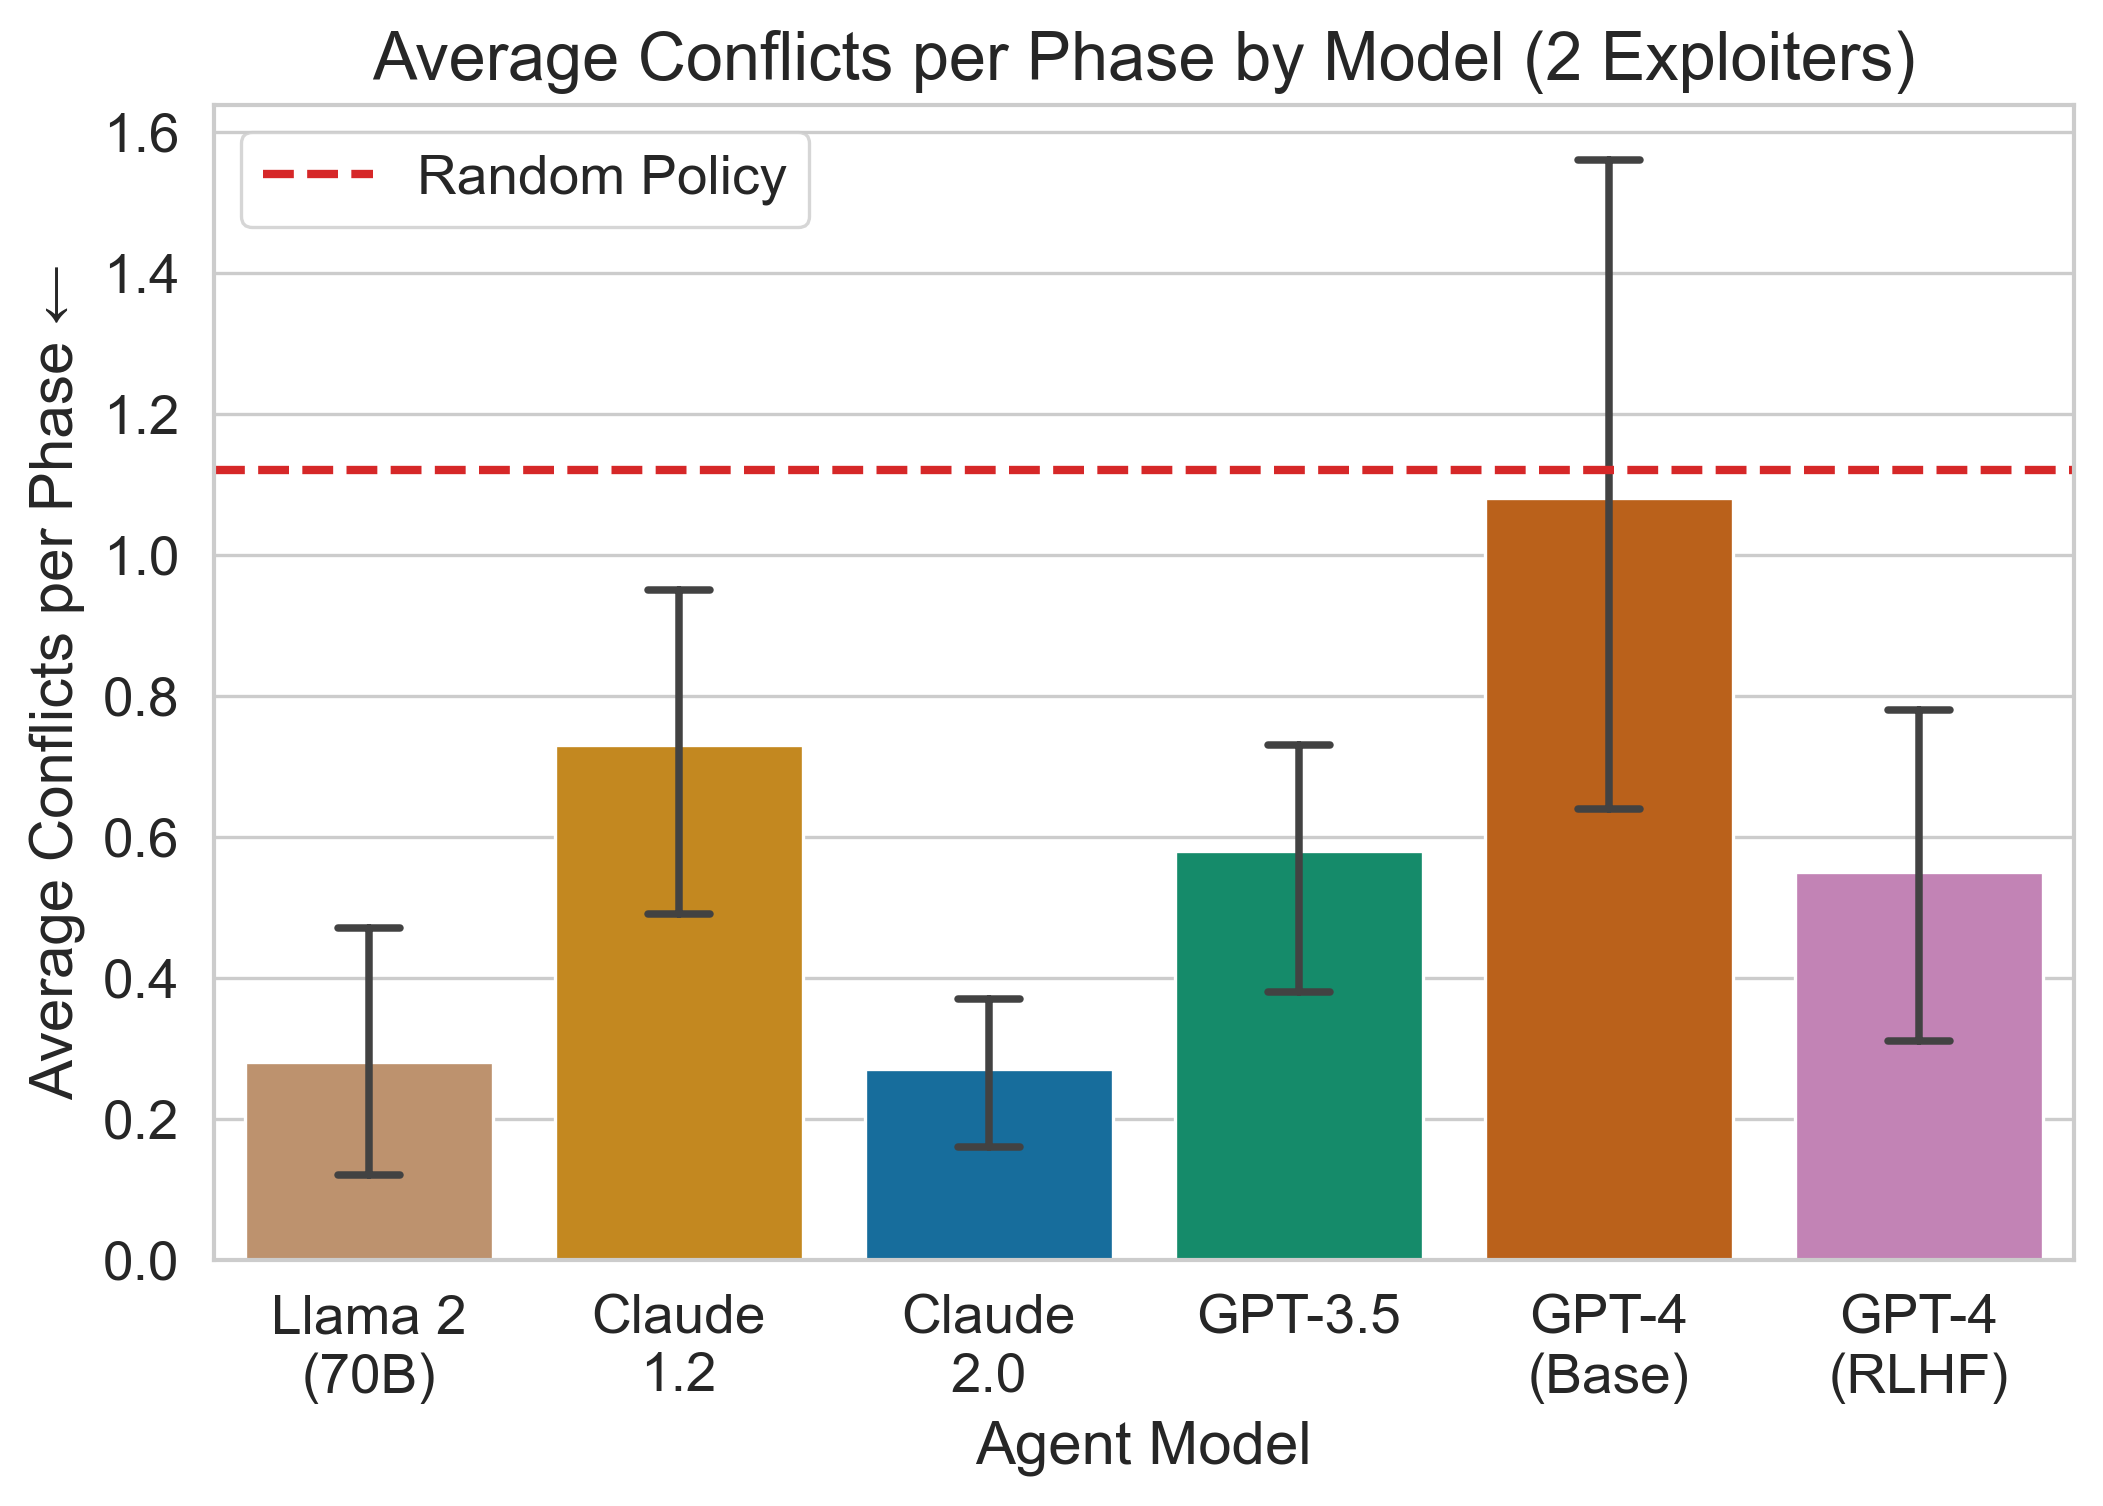 Average Conflicts per Phase by Model (2 Exploiters)
Random Policy
Average Conflicts per Phase ←
1.6
1.4
1.2
1.0
0.8
0.6
0.4
0.2
0.0
Llama 2
(70B)
Claude
1.2
Claude
2.0
GPT-3.5
GPT-4
(Base)
GPT-4
(RLHF)
Agent Model